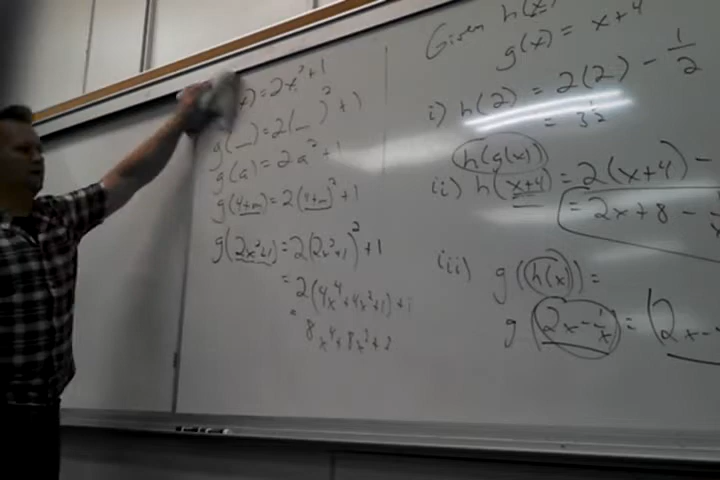 x) = 2x² + 1
g(_) = 2(_)² + 1
g(a) = 2a² + 1
g(4+m) = 2(4+m)² + 1
g(2x²+1) = 2(2x²+1)² + 1
= 2(4x⁴+4x²+1)+1
= 8x⁴+8x²+
Given h(x)
g(x) = x+4
i) h(2) = 2(2) - 1/2
= 3 1/2
h(g(x))
ii) h(x+4) = 2(x+4) -
= 2x+8 -
iii) g(h(x)) =
g(2x-1/x) = (2x-